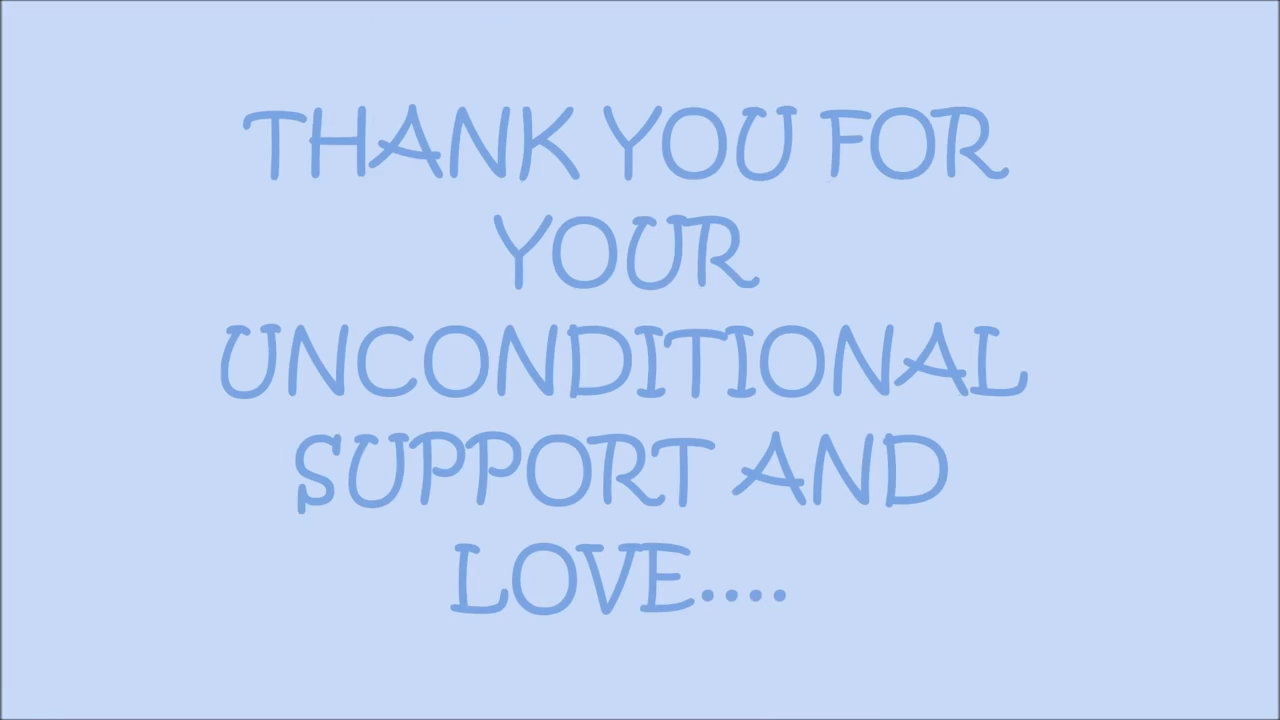 THANK YOU FOR
YOUR
UNCONDITIONAL
SUPPORT AND
LOVE....